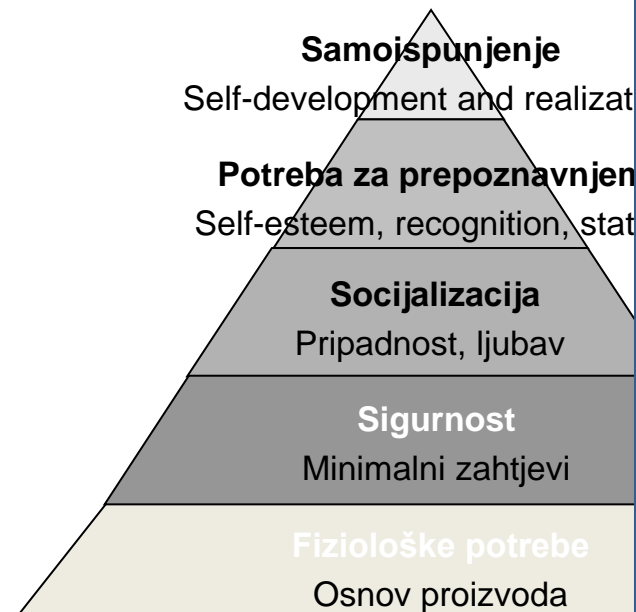 Samoispunjenje
Self-development and realizat
Potreba za prepoznavnjem
Self-esteem, recognition, stat
Socijalizacija
Pripadnost, ljubav
Sigurnost
Minimalni zahtjevi
Fiziološke potrebe
Osnov proizvoda